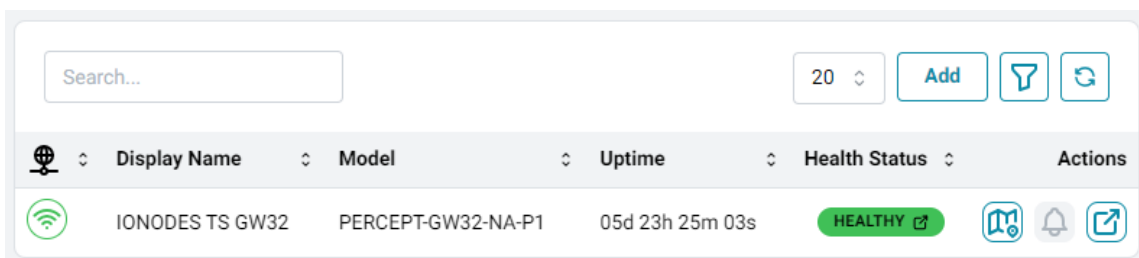 Search...
20
Add
Display Name Model Uptime Health Status Actions
IONODES TS GW32 PERCEPT-GW32-NA-P1 05d 23h 25m 03s HEALTHY